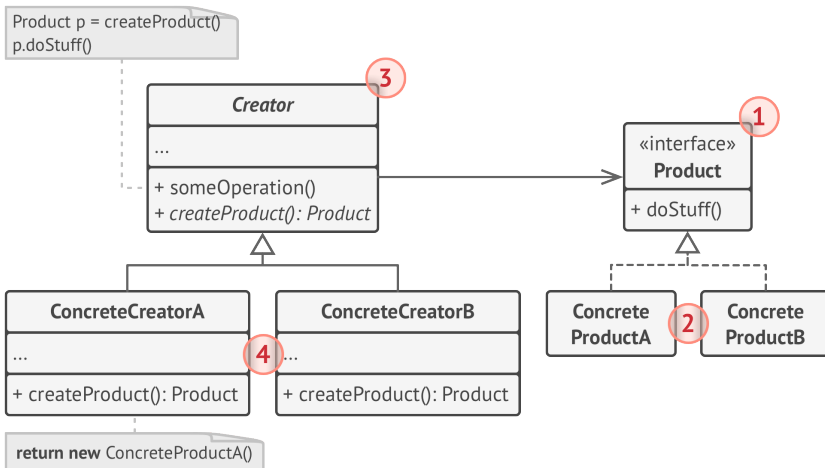 Product p = createProduct()
p.doStuff()
3
Creator
...
+ someOperation()
+ createProduct(): Product
1
«interface»
Product
+ doStuff()
ConcreteCreatorA
...
+ createProduct(): Product
4
ConcreteCreatorB
...
+ createProduct(): Product
Concrete
ProductA
2
Concrete
ProductB
return new ConcreteProductA()